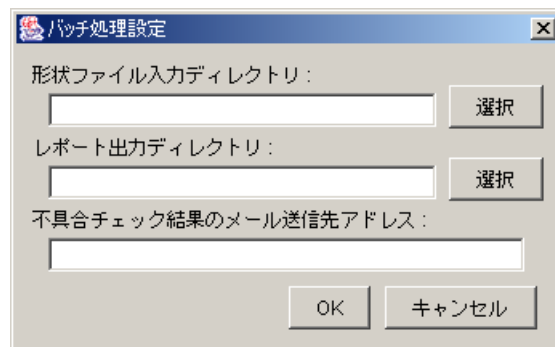 バッチ処理設定
形状ファイル入力ディレクトリ：
選択
レポート出力ディレクトリ：
選択
不具合チェック結果のメール送信先アドレス：
OK キャンセル